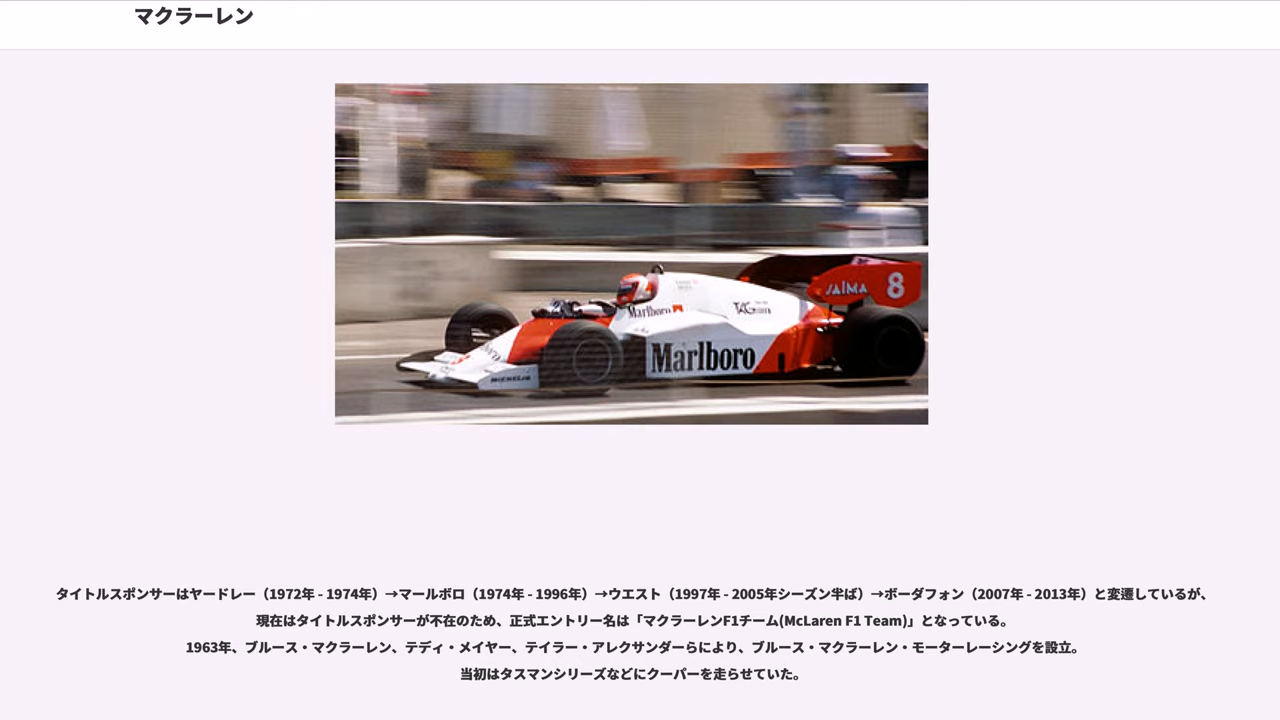 マクラーレン
JAIMA
8
Marlboro
TAG
Marlboro
MICHELIN
タイトルスポンサーはヤードレー（1972年 - 1974年）→マールボロ（1974年 - 1996年）→ウエスト（1997年 - 2005年シーズン半ば）→ボーダフォン（2007年 - 2013年）と変遷しているが、
現在はタイトルスポンサーが不在のため、正式エントリー名は「マクラーレンF1チーム(McLaren F1 Team)」となっている。
1963年、ブルース・マクラーレン、テディ・メイヤー、テイラー・アレクサンダーらにより、ブルース・マクラーレン・モーターレーシングを設立。
当初はタスマンシリーズなどにクーパーを走らせていた。